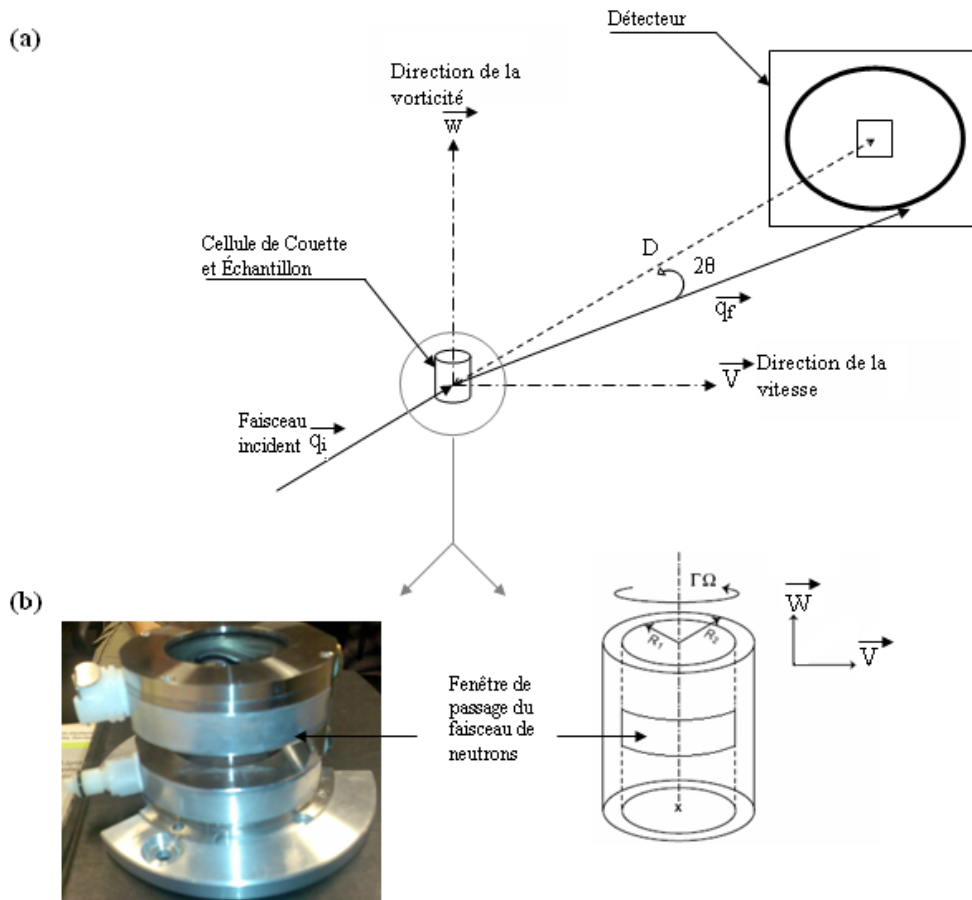 (a)
Détecteur
Direction de la
vorticité
W
Cellule de Couette
et Échantillon
D
2θ
qf
V
Direction de la
vitesse
Faisceau
incident
qi
(b)
ΓΩ
W
R1
R2
V
Fenêtre de
passage du
faisceau de
neutrons
x